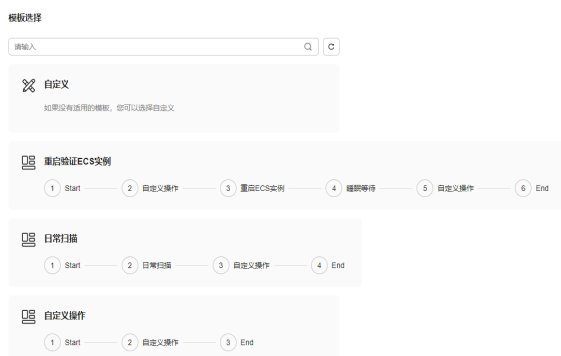 模板选择
请输入
自定义
如果没有适用的模板，您可以选择自定义
重启验证ECS实例
1 Start 2 自定义操作 3 重启ECS实例 4 睡眠等待 5 自定义操作 6 End
日常扫描
1 Start 2 日常扫描 3 自定义操作 4 End
自定义操作
1 Start 2 自定义操作 3 End